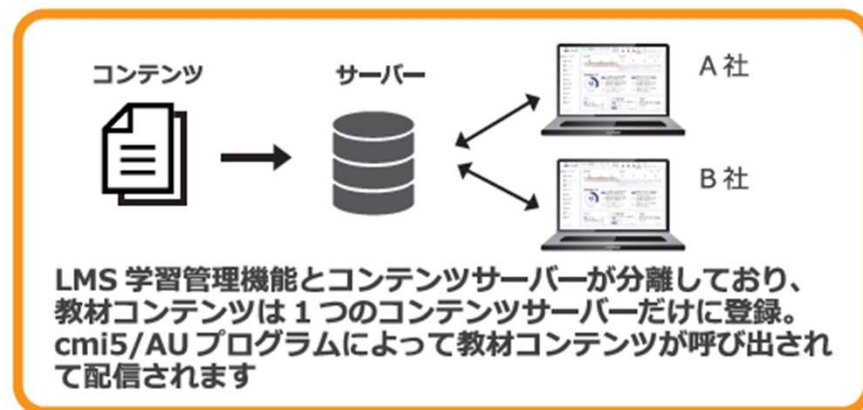 コンテンツ
サーバー
A 社
B 社
LMS 学習管理機能とコンテンツサーバーが分離しており、
教材コンテンツは 1 つのコンテンツサーバーだけに登録。
cmi5/AU プログラムによって教材コンテンツが呼び出され
て配信されます